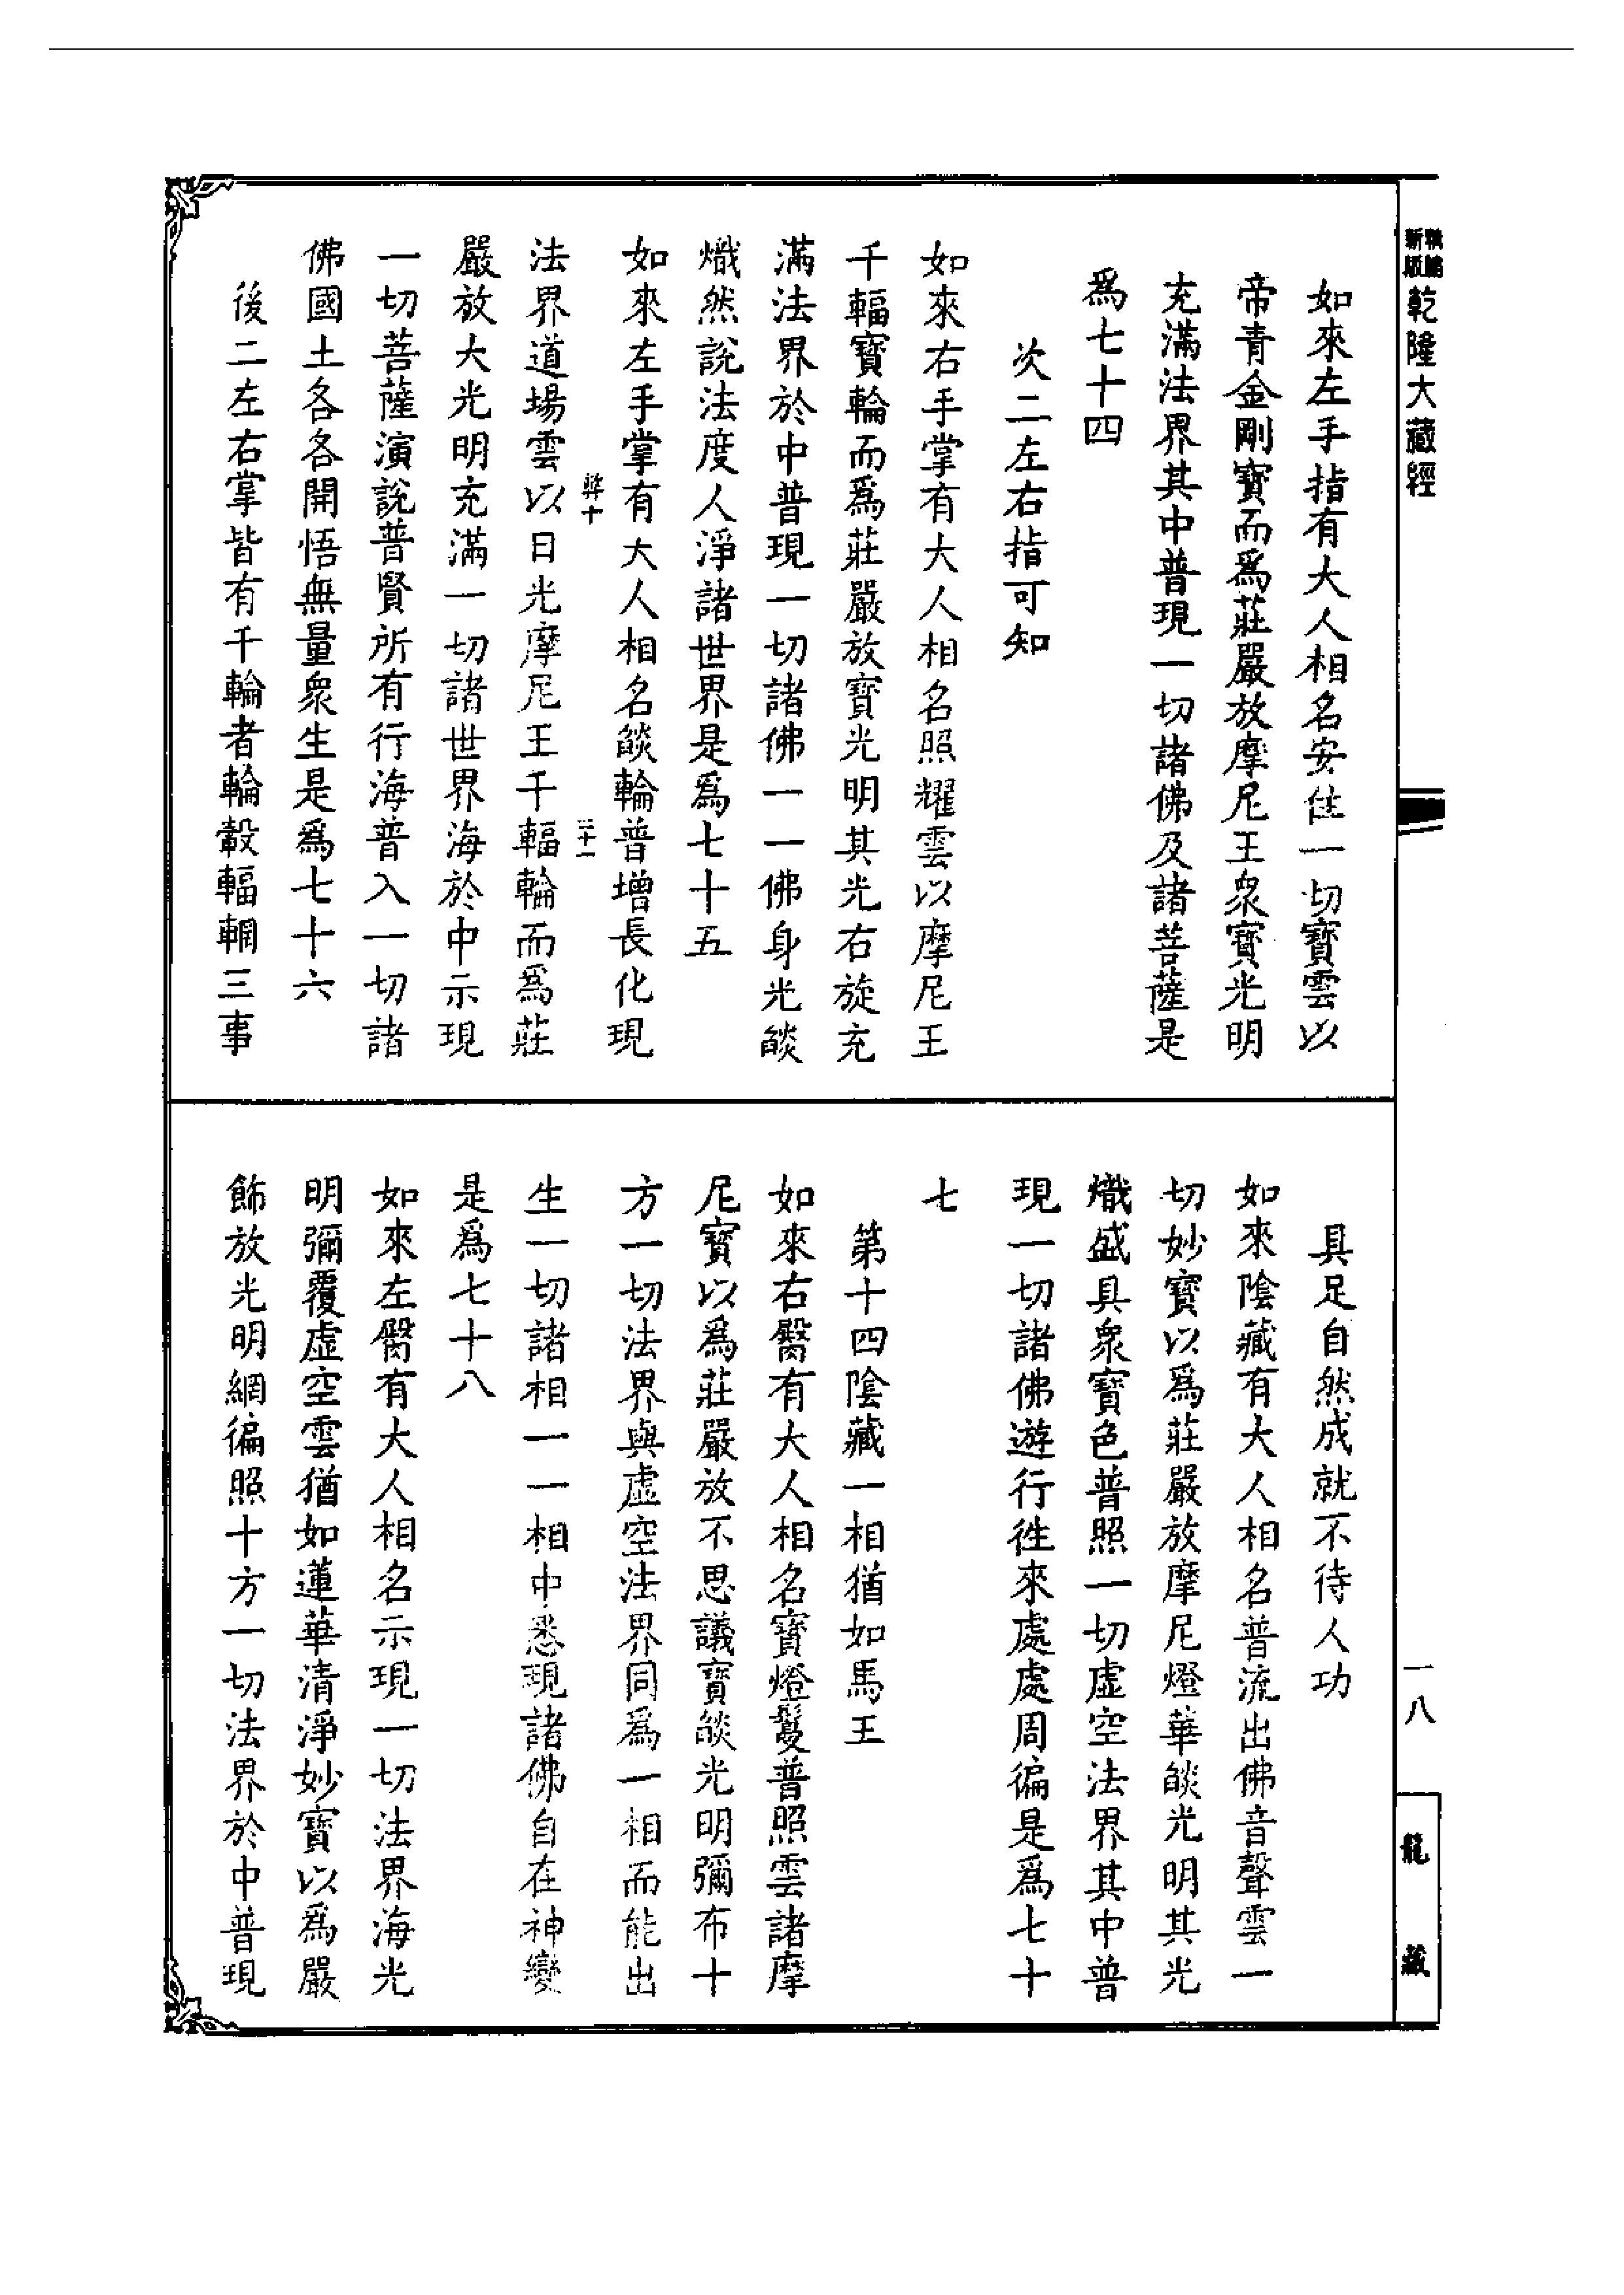 新編
新版
乾隆大藏經
如來左手指有大人相名安住一切寶雲以
帝青金剛寶而爲莊嚴放摩尼王衆寶光明
充滿法界其中普現一切諸佛及諸菩薩是
爲七十四
次二左右指可知
如來右手掌有大人相名照耀雲以摩尼王
千輻寶輪而爲莊嚴放寶光明其光右旋充
滿法界於中普現一切諸佛一一佛身光燄
熾然說法度人淨諸世界是爲七十五
如來左手掌有大人相名燄輪普增長化現
法界道場雲以日光摩尼王千輻輪而爲莊
嚴放大光明充滿一切諸世界海於中示現
一切菩薩演說普賢所有行海普入一切諸
佛國土各各開悟無量衆生是爲七十六
後二左右掌皆有千輪者輪轂輻輞三事
具足自然成就不待人功
如來陰藏有大人相名普流出佛音聲雲一
切妙寶以爲莊嚴放摩尼燈華燄光明其光
熾盛具衆寶色普照一切虛空法界其中普
現一切諸佛遊行往來處處周徧是爲七十
七
第十四陰藏一相猶如馬王
如來右臀有大人相名寶燈鬘普照雲諸摩
尼寶以爲莊嚴放不思議寶燄光明彌布十
方一切法界與虛空法界同爲一相而能出
生一切諸相一一相中悉現諸佛自在神變
是爲七十八
如來左臀有大人相名示現一切法界海光
明彌覆虛空雲猶如蓮華清淨妙寶以爲嚴
飾放光明網徧照十方一切法界於中普現
一八
龍藏